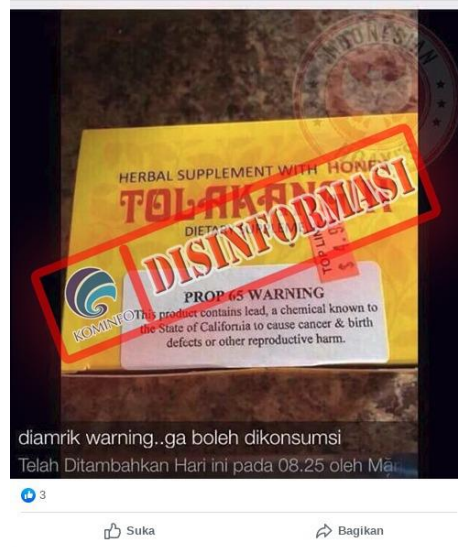 INDONESIAN
HERBAL SUPPLEMENT WITH HONEY
DISINFORMASI
KOMINFO
PROP 65 WARNING
This product contains lead, a chemical known to
the State of California to cause cancer & birth
defects or other reproductive harm.
diamrik warning..ga boleh dikonsumsi
Telah Ditambahkan Hari ini pada 08.25 oleh
3
Suka
Bagikan